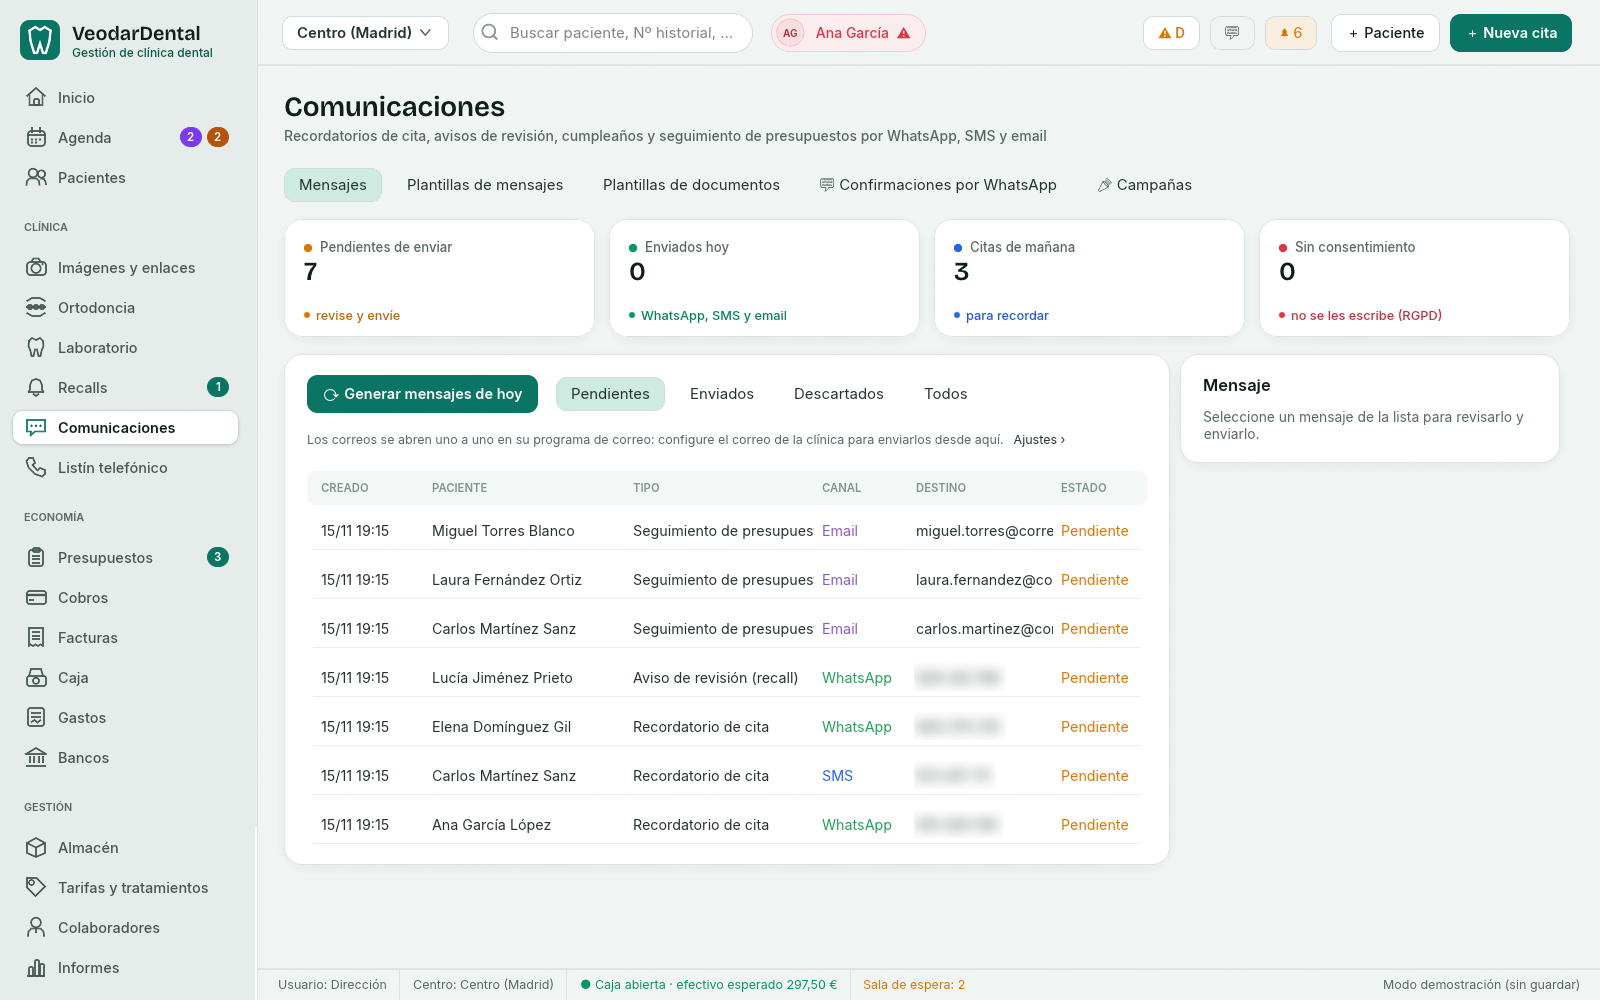 VeodarDental
Gestión de clínica dental
Inicio
Agenda 2 2
Pacientes
CLÍNICA
Imágenes y enlaces
Ortodoncia
Laboratorio
Recalls 1
Comunicaciones
Listín telefónico
ECONOMÍA
Presupuestos 3
Cobros
Facturas
Caja
Gastos
Bancos
GESTIÓN
Almacén
Tarifas y tratamientos
Colaboradores
Informes
Centro (Madrid)
Buscar paciente, Nº historial, ...
AG Ana García
D
6
+ Paciente
+ Nueva cita
Comunicaciones
Recordatorios de cita, avisos de revisión, cumpleaños y seguimiento de presupuestos por WhatsApp, SMS y email
Mensajes Plantillas de mensajes Plantillas de documentos Confirmaciones por WhatsApp Campañas
Pendientes de enviar
7
revise y envíe
Enviados hoy
0
WhatsApp, SMS y email
Citas de mañana
3
para recordar
Sin consentimiento
0
no se les escribe (RGPD)
Generar mensajes de hoy Pendientes Enviados Descartados Todos
Los correos se abren uno a uno en su programa de correo: configure el correo de la clínica para enviarlos desde aquí. Ajustes ›
CREADO PACIENTE TIPO CANAL DESTINO ESTADO
15/11 19:15 Miguel Torres Blanco Seguimiento de presupues Email miguel.torres@corre Pendiente
15/11 19:15 Laura Fernández Ortiz Seguimiento de presupues Email laura.fernandez@co Pendiente
15/11 19:15 Carlos Martínez Sanz Seguimiento de presupues Email carlos.martinez@cor Pendiente
15/11 19:15 Lucía Jiménez Prieto Aviso de revisión (recall) WhatsApp Pendiente
15/11 19:15 Elena Domínguez Gil Recordatorio de cita WhatsApp Pendiente
15/11 19:15 Carlos Martínez Sanz Recordatorio de cita SMS Pendiente
15/11 19:15 Ana García López Recordatorio de cita WhatsApp Pendiente
Mensaje
Seleccione un mensaje de la lista para revisarlo y
enviarlo.
Usuario: Dirección Centro: Centro (Madrid) Caja abierta · efectivo esperado 297,50 € Sala de espera: 2 Modo demostración (sin guardar)